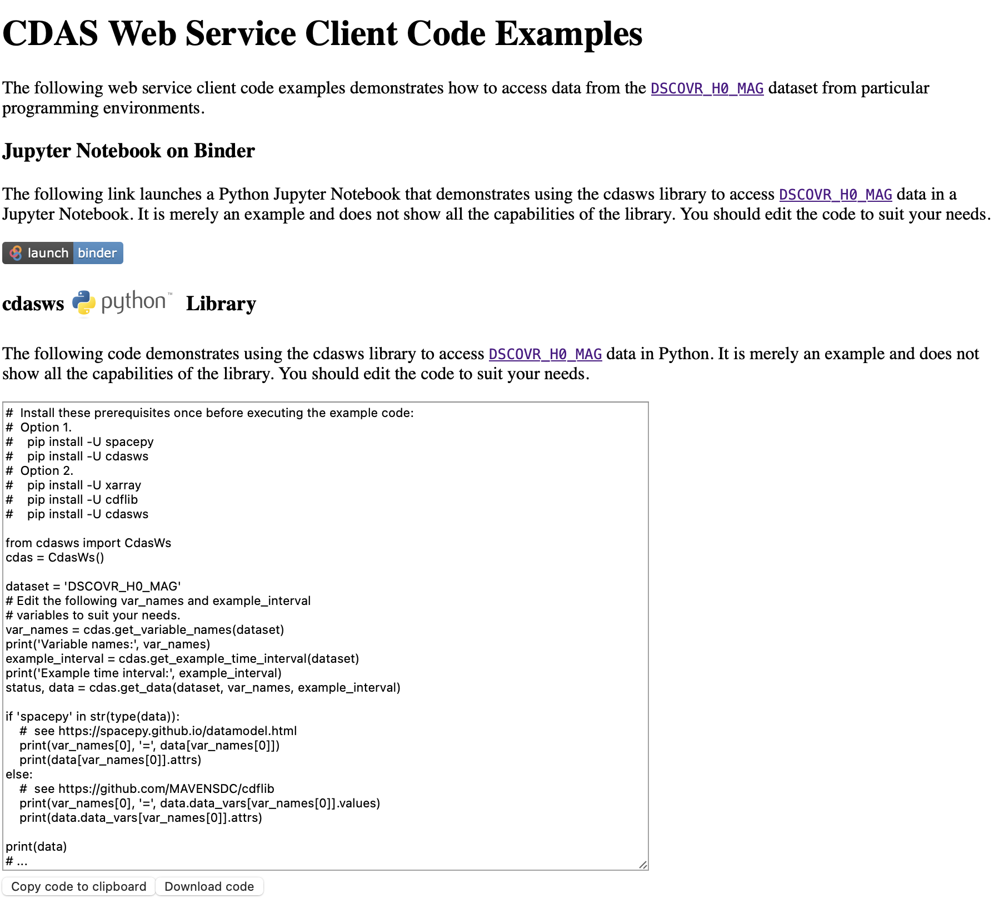 CDAS Web Service Client Code Examples
The following web service client code examples demonstrates how to access data from the DSCOVR_H0_MAG dataset from particular
programming environments.
Jupyter Notebook on Binder
The following link launches a Python Jupyter Notebook that demonstrates using the cdasws library to access DSCOVR_H0_MAG data in a
Jupyter Notebook. It is merely an example and does not show all the capabilities of the library. You should edit the code to suit your needs.
launch binder
cdasws python™ Library
The following code demonstrates using the cdasws library to access DSCOVR_H0_MAG data in Python. It is merely an example and does not
show all the capabilities of the library. You should edit the code to suit your needs.
#  Install these prerequisites once before executing the example code:
#  Option 1.
#    pip install -U spacepy
#    pip install -U cdasws
#  Option 2.
#    pip install -U xarray
#    pip install -U cdflib
#    pip install -U cdasws
from cdasws import CdasWs
cdas = CdasWs()
dataset = 'DSCOVR_H0_MAG'
# Edit the following var_names and example_interval
# variables to suit your needs.
var_names = cdas.get_variable_names(dataset)
print('Variable names:', var_names)
example_interval = cdas.get_example_time_interval(dataset)
print('Example time interval:', example_interval)
status, data = cdas.get_data(dataset, var_names, example_interval)
if 'spacepy' in str(type(data)):
    #  see https://spacepy.github.io/datamodel.html
    print(var_names[0], '=', data[var_names[0]])
    print(data[var_names[0]].attrs)
else:
    #  see https://github.com/MAVENSDC/cdflib
    print(var_names[0], '=', data.data_vars[var_names[0]].values)
    print(data.data_vars[var_names[0]].attrs)
print(data)
# ...
Copy code to clipboard Download code